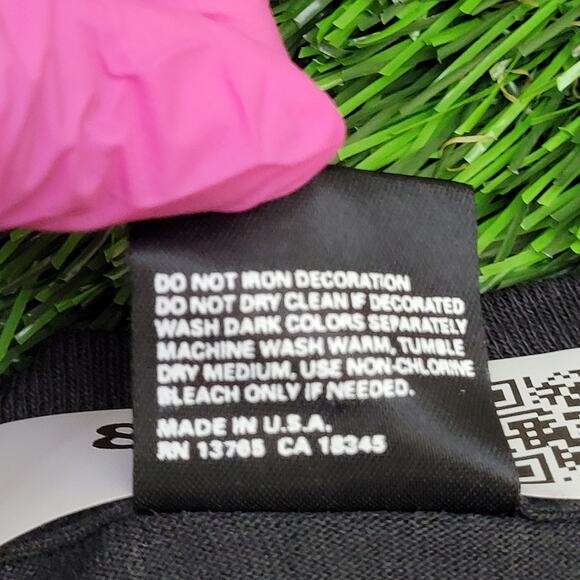 DO NOT IRON DECORATION
DO NOT DRY CLEAN IF DECORATED
WASH DARK COLORS SEPARATELY
MACHINE WASH WARM, TUMBLE
DRY MEDIUM, USE NON-CHLORINE
BLEACH ONLY IF NEEDED.
MADE IN U.S.A.
RN 13765 CA 18345